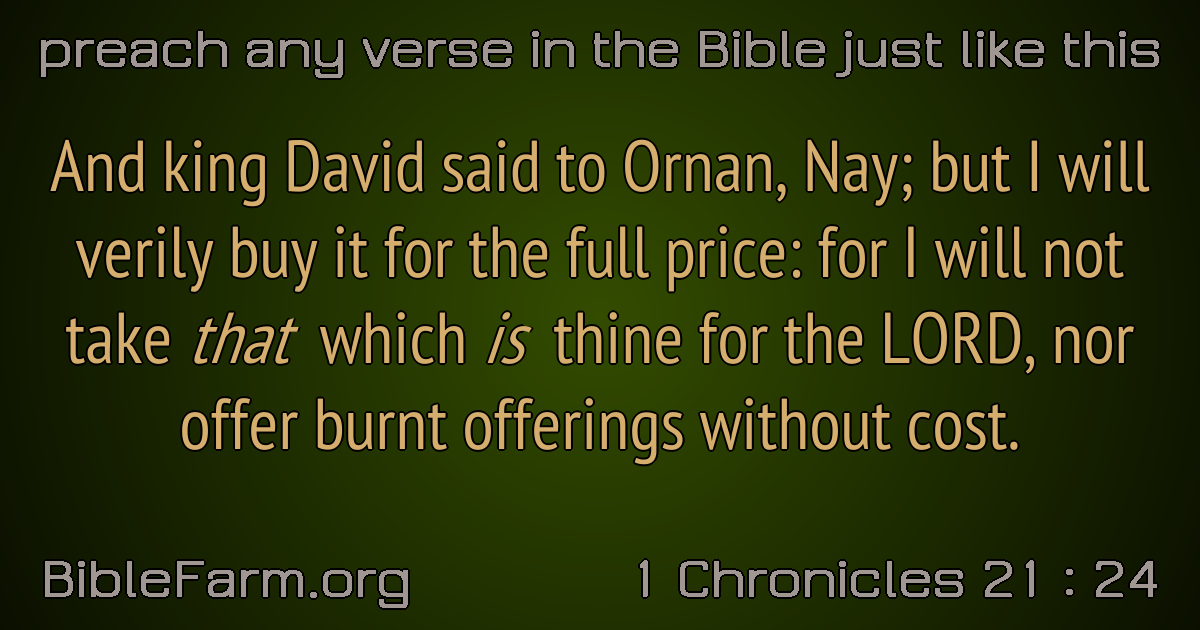 preach any verse in the Bible just like this
And king David said to Ornan, Nay; but I will
verily buy it for the full price: for I will not
take that which is thine for the LORD, nor
offer burnt offerings without cost.
BibleFarm.org
1 Chronicles 21 : 24